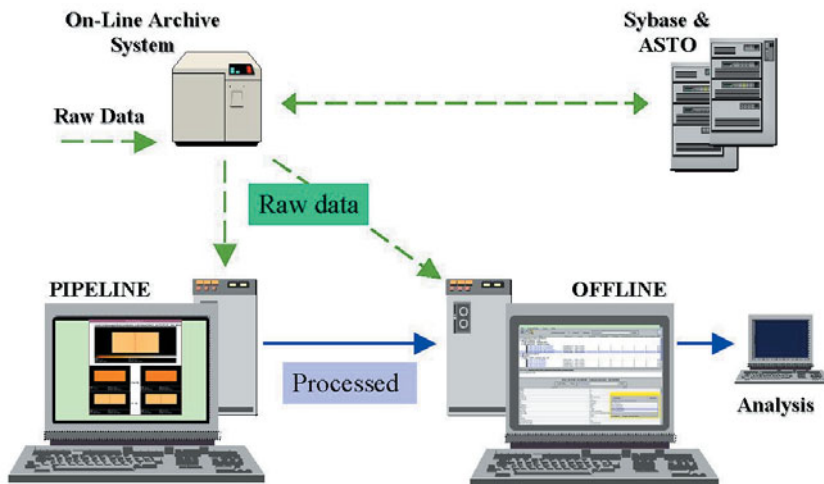 On-Line Archive
System
Sybase &
ASTO
Raw Data
Raw data
PIPELINE
OFFLINE
Processed
Analysis